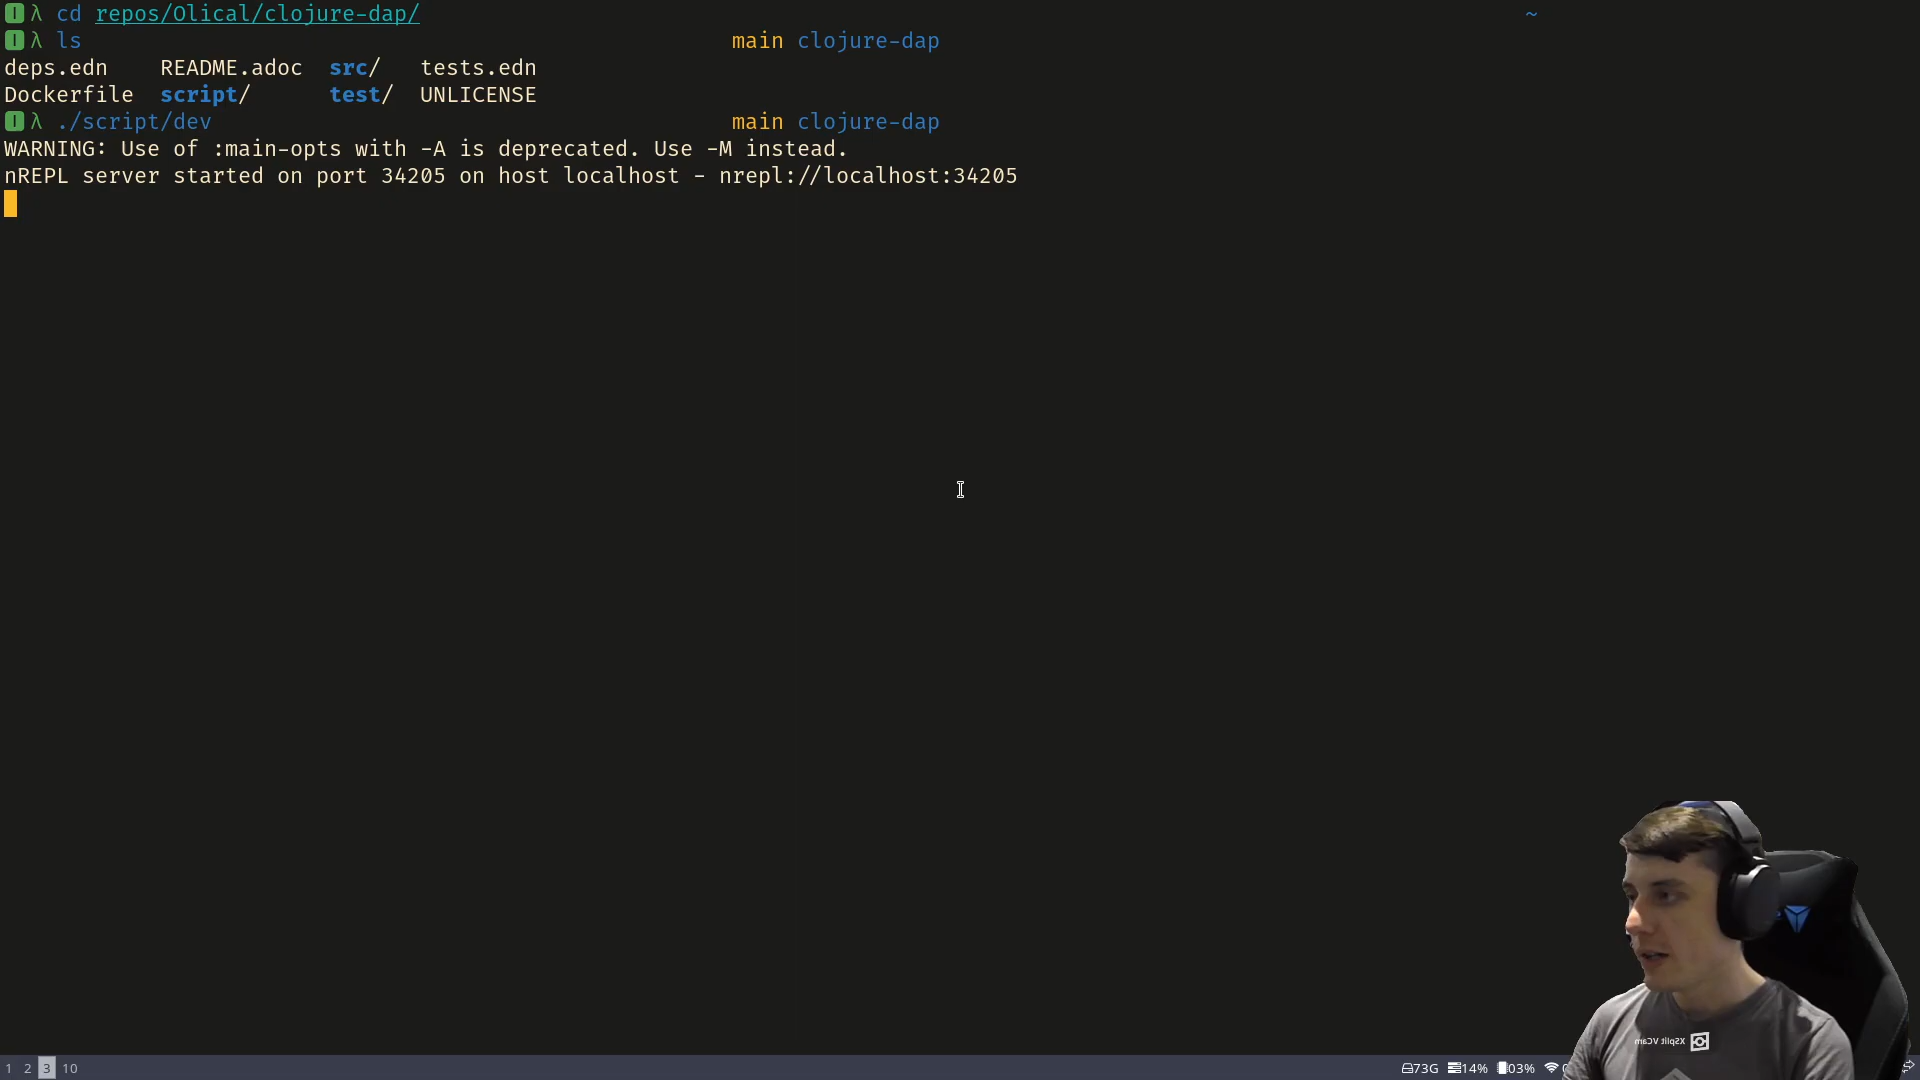 I λ cd repos/Olical/clojure-dap/ ~
I λ ls main clojure-dap
deps.edn README.adoc src/ tests.edn
Dockerfile script/ test/ UNLICENSE
I λ ./script/dev main clojure-dap
WARNING: Use of :main-opts with -A is deprecated. Use -M instead.
nREPL server started on port 34205 on host localhost - nrepl://localhost:34205
XSplit VCam
1 2 3 10 73G 14% 03%